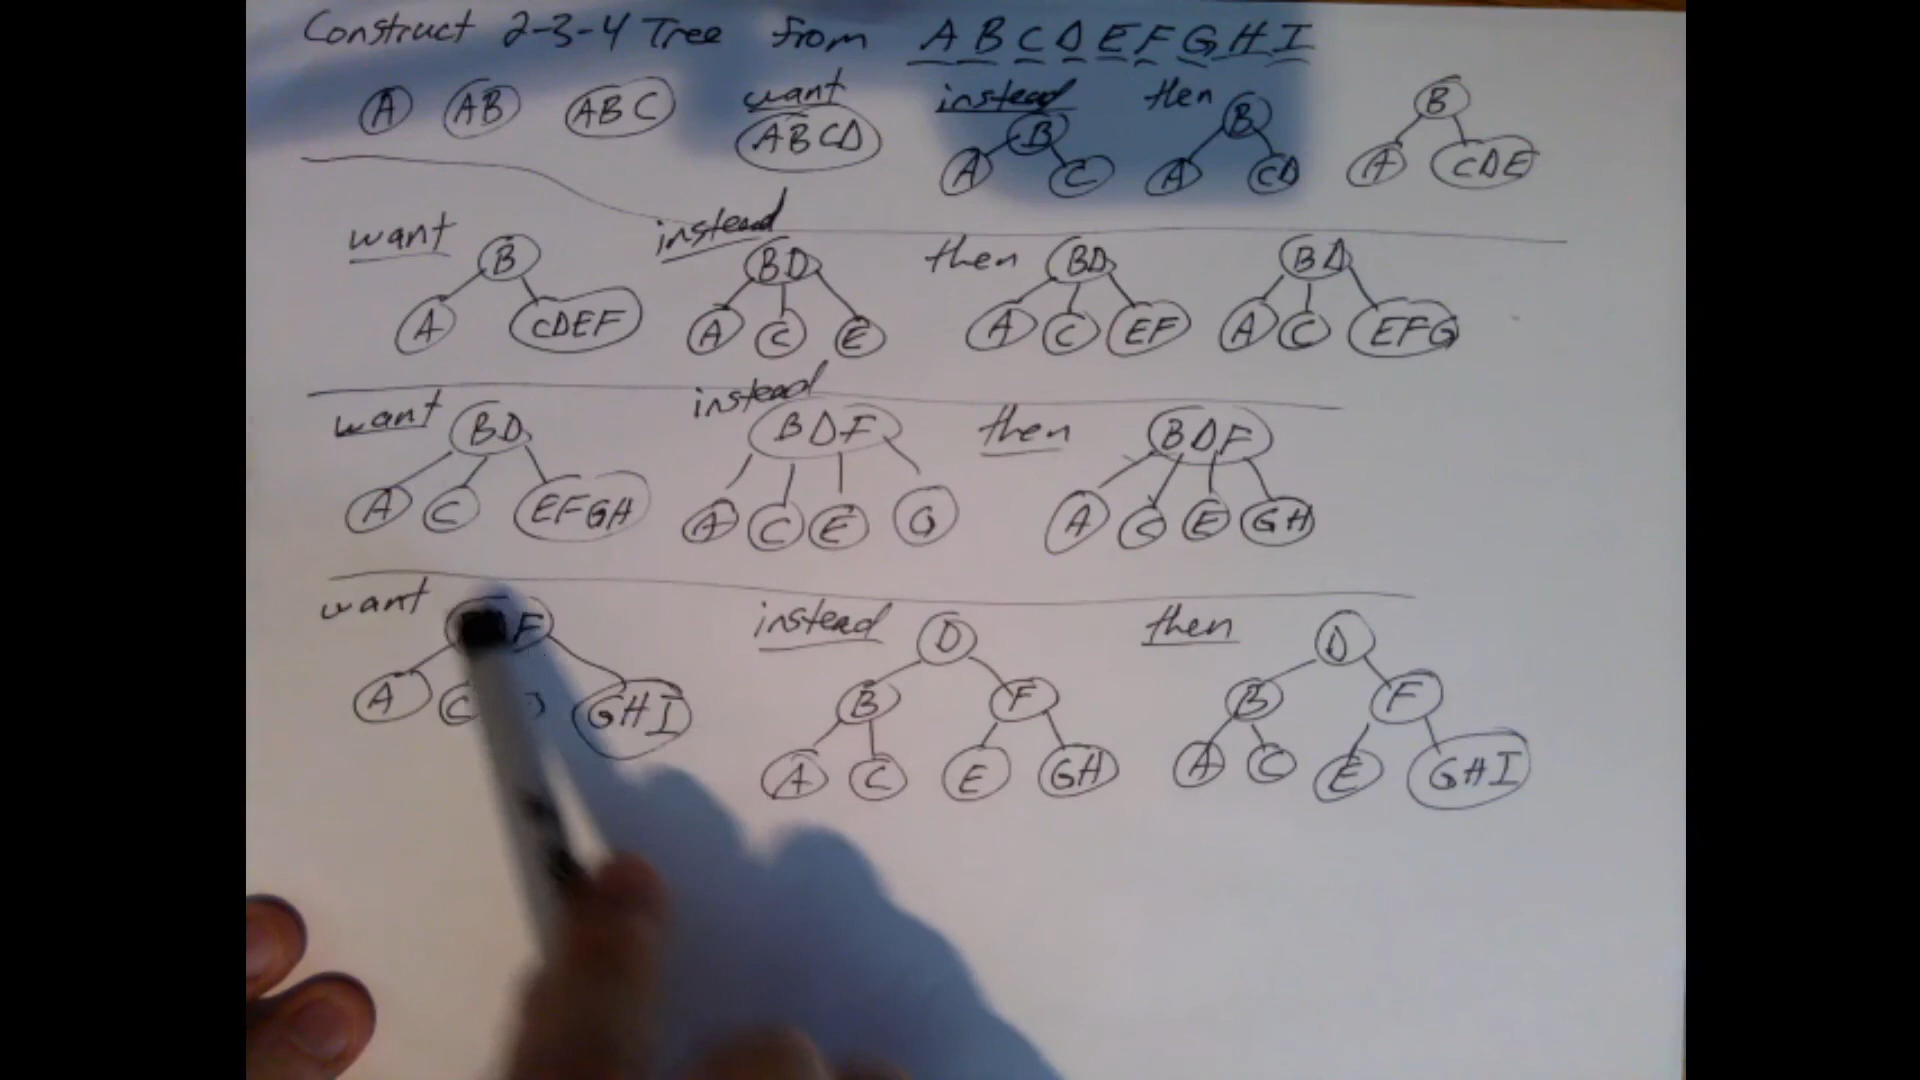 Construct 2-3-4 Tree from A B C D E F G H I
A AB ABC want instead then B
ABCD B B
A C A CD A CDE
want instead then
B BD BD BD
A CDEF A C E A C EF A C EFG
want instead then
BD BDF BDF
A C EFGH A C E G A C E GH
want instead then
F D D
B F B F
A C GHI A C E GH A C E GHI